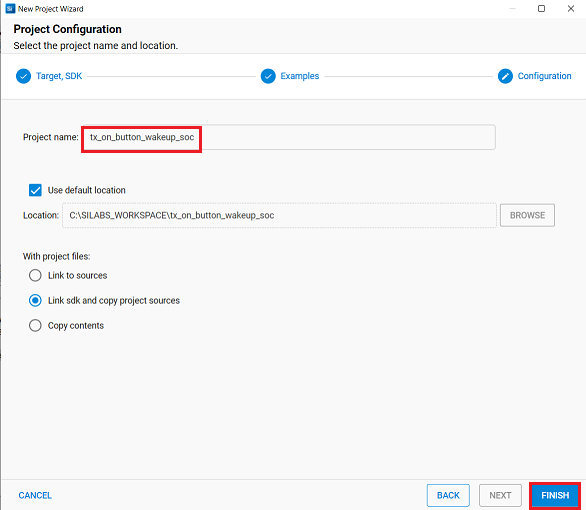 Si New Project Wizard
Project Configuration
Select the project name and location.
Target, SDK
Examples
Configuration
Project name: tx_on_button_wakeup_soc
Use default location
Location: C:\SILABS_WORKSPACE\tx_on_button_wakeup_soc BROWSE
With project files:
Link to sources
Link sdk and copy project sources
Copy contents
CANCEL BACK NEXT FINISH